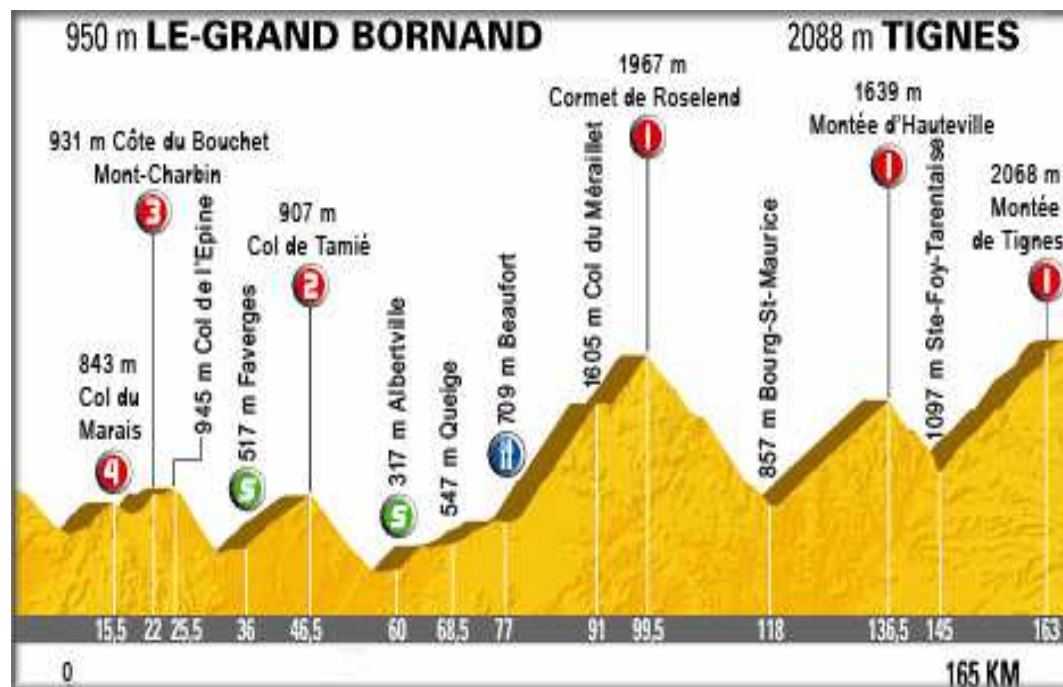 950 m LE-GRAND BORNAND
2088 m TIGNES
843 m
Col du
Marais
4
931 m Côte du Bouchet
Mont-Charbin
3
945 m Col de l'Epine
517 m Faverges
S
907 m
Col de Tamié
2
317 m Albertville
S
547 m Queige
709 m Beaufort
1605 m Col du Méraillet
1967 m
Cormet de Roselend
1
857 m Bourg-St-Maurice
1639 m
Montée d'Hauteville
1
1097 m Ste-Foy-Tarentaise
2068 m
Montée
de Tignes
1
15,5 22 25,5 36 46,5 60 68,5 77 91 99,5 118 136,5 145 163
0
165 KM